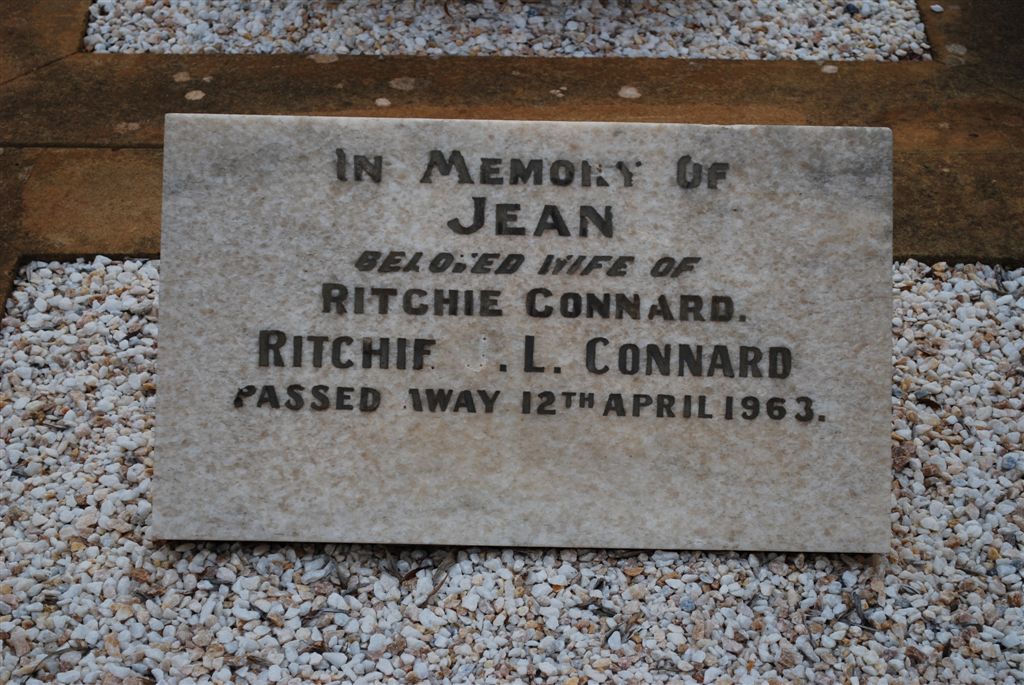 IN MEMORY OF
JEAN
BELOVED WIFE OF
RITCHIE CONNARD.
RITCHIE L. CONNARD
PASSED AWAY 12TH APRIL 1963.